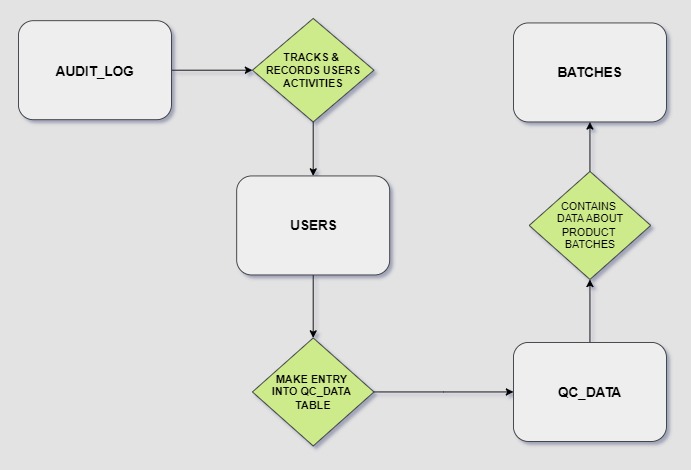 AUDIT_LOG
TRACKS &
RECORDS USERS
ACTIVITIES
BATCHES
USERS
CONTAINS
DATA ABOUT
PRODUCT
BATCHES
MAKE ENTRY
INTO QC_DATA
TABLE
QC_DATA